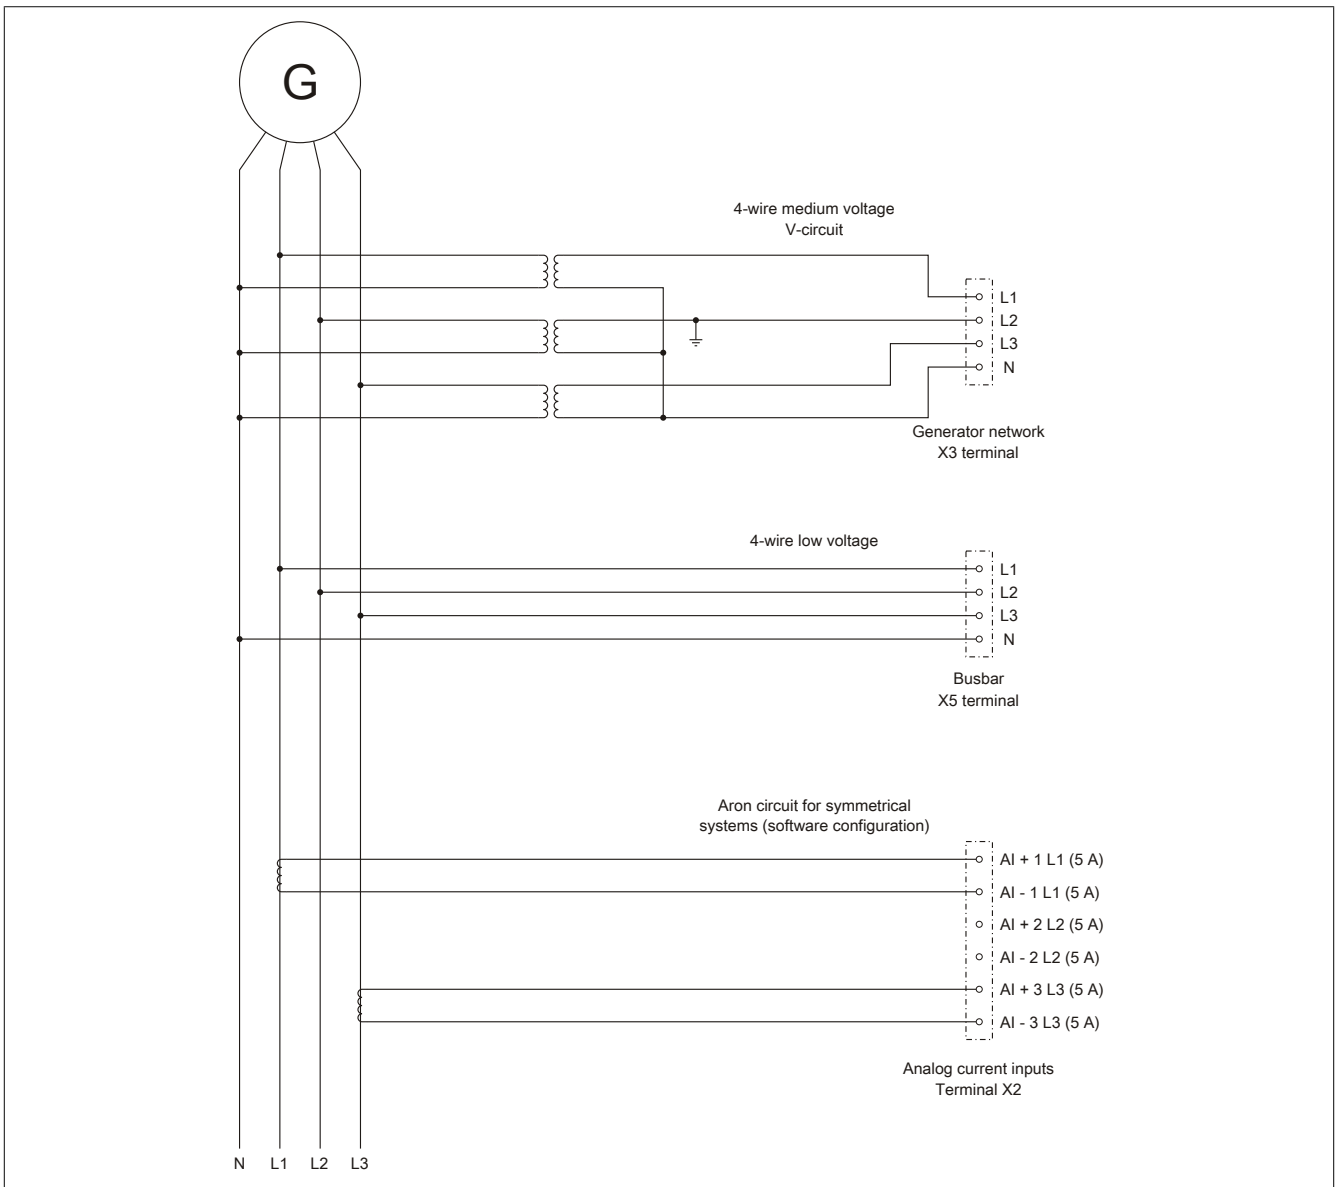 G
4-wire medium voltage
V-circuit
L1
L2
L3
N
Generator network
X3 terminal
4-wire low voltage
L1
L2
L3
N
Busbar
X5 terminal
Aron circuit for symmetrical
systems (software configuration)
AI + 1 L1 (5 A)
AI - 1 L1 (5 A)
AI + 2 L2 (5 A)
AI - 2 L2 (5 A)
AI + 3 L3 (5 A)
AI - 3 L3 (5 A)
Analog current inputs
Terminal X2
N L1 L2 L3